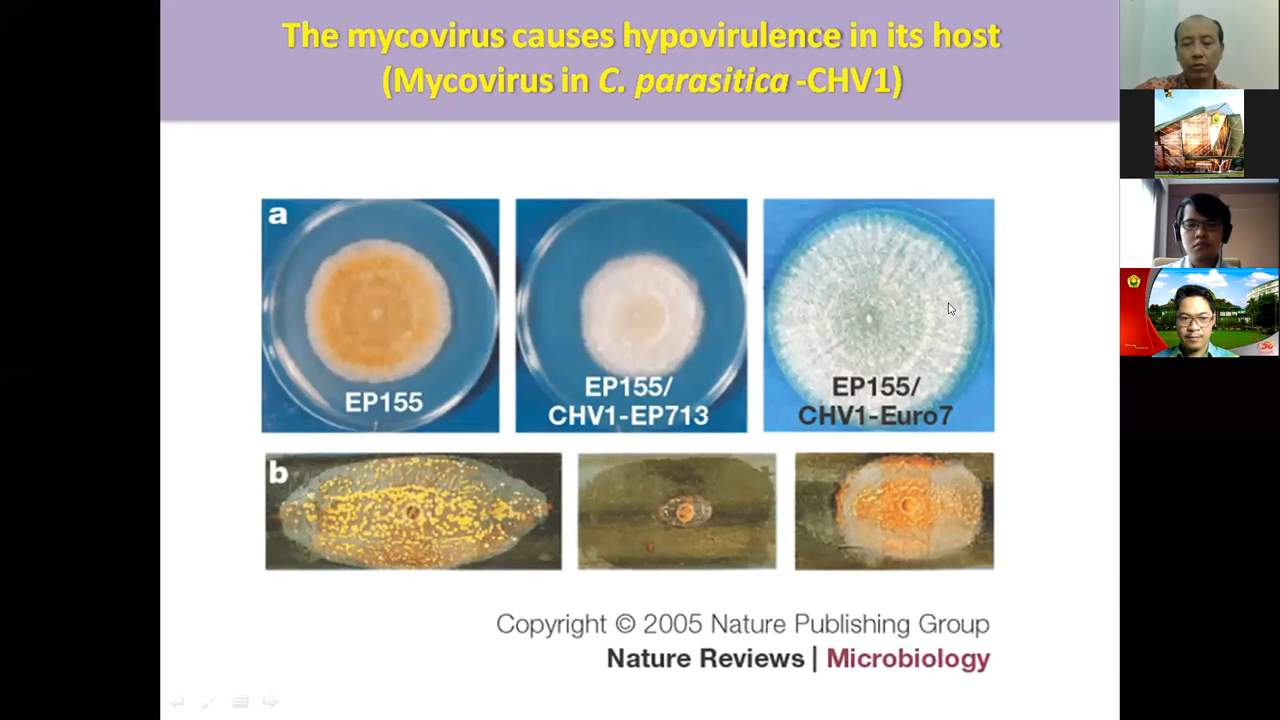 The mycovirus causes hypovirulence in its host
(Mycovirus in C. parasitica -CHV1)
a
EP155
EP155/
CHV1-EP713
EP155/
CHV1-Euro7
b
Copyright © 2005 Nature Publishing Group
Nature Reviews | Microbiology